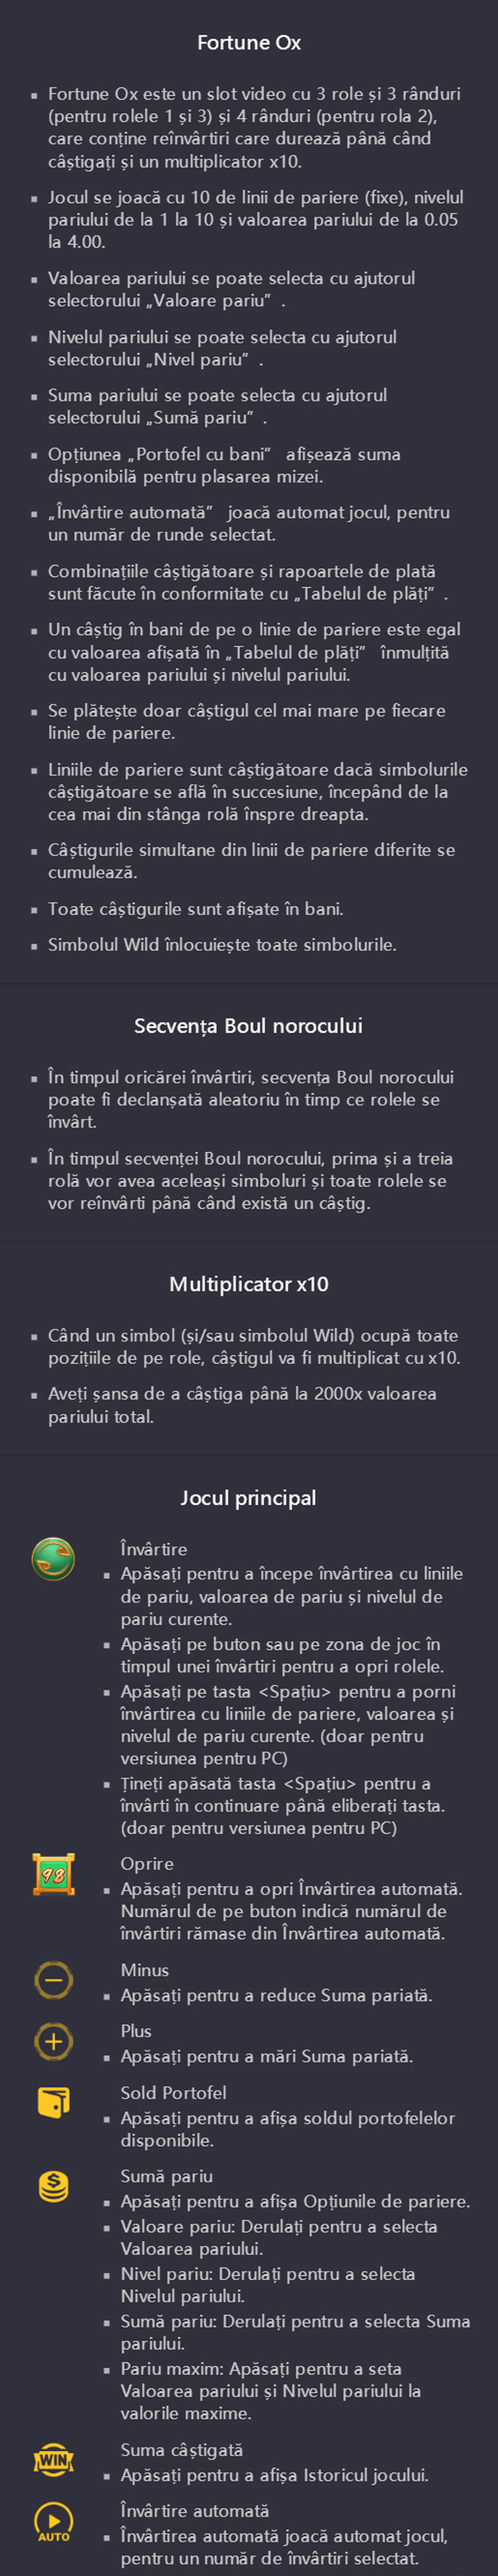 Fortune Ox
▪ Fortune Ox este un slot video cu 3 role și 3 rânduri
(pentru rolele 1 și 3) și 4 rânduri (pentru rola 2),
care conține reînvârtiri care durează până când
câștigați și un multiplicator x10.
▪ Jocul se joacă cu 10 de linii de pariere (fixe), nivelul
pariului de la 1 la 10 și valoarea pariului de la 0.05
la 4.00.
▪ Valoarea pariului se poate selecta cu ajutorul
selectorului „Valoare pariu” .
▪ Nivelul pariului se poate selecta cu ajutorul
selectorului „Nivel pariu” .
▪ Suma pariului se poate selecta cu ajutorul
selectorului „Sumă pariu” .
▪ Opțiunea „Portofel cu bani” afișează suma
disponibilă pentru plasarea mizei.
▪ „Învârtire automată” joacă automat jocul, pentru
un număr de runde selectat.
▪ Combinațiile câștigătoare și rapoartele de plată
sunt făcute în conformitate cu „Tabelul de plăți” .
▪ Un câștig în bani de pe o linie de pariere este egal
cu valoarea afișată în „Tabelul de plăți” înmulțită
cu valoarea pariului și nivelul pariului.
▪ Se plătește doar câștigul cel mai mare pe fiecare
linie de pariere.
▪ Liniile de pariere sunt câștigătoare dacă simbolurile
câștigătoare se află în succesiune, începând de la
cea mai din stânga rolă înspre dreapta.
▪ Câștigurile simultane din linii de pariere diferite se
cumulează.
▪ Toate câștigurile sunt afișate în bani.
▪ Simbolul Wild înlocuiește toate simbolurile.
Secvența Boul norocului
▪ În timpul oricărei învârtiri, secvența Boul norocului
poate fi declanșată aleatoriu în timp ce rolele se
învârt.
▪ În timpul secvenței Boul norocului, prima și a treia
rolă vor avea aceleași simboluri și toate rolele se
vor reînvârti până când există un câștig.
Multiplicator x10
▪ Când un simbol (și/sau simbolul Wild) ocupă toate
pozițiile de pe role, câștigul va fi multiplicat cu x10.
▪ Aveți șansa de a câștiga până la 2000x valoarea
pariului total.
Jocul principal
Învârtire
▪ Apăsați pentru a începe învârtirea cu liniile
de pariu, valoarea de pariu și nivelul de
pariu curente.
▪ Apăsați pe buton sau pe zona de joc în
timpul unei învârtiri pentru a opri rolele.
▪ Apăsați pe tasta <Spațiu> pentru a porni
învârtirea cu liniile de pariere, valoarea și
nivelul de pariu curente. (doar pentru
versiunea pentru PC)
▪ Țineți apăsată tasta <Spațiu> pentru a
învârti în continuare până eliberați tasta.
(doar pentru versiunea pentru PC)
98
Oprire
▪ Apăsați pentru a opri Învârtirea automată.
Numărul de pe buton indică numărul de
învârtiri rămase din Învârtirea automată.
Minus
▪ Apăsați pentru a reduce Suma pariată.
Plus
▪ Apăsați pentru a mări Suma pariată.
Sold Portofel
▪ Apăsați pentru a afișa soldul portofelelor
disponibile.
Sumă pariu
▪ Apăsați pentru a afișa Opțiunile de pariere.
▪ Valoare pariu: Derulați pentru a selecta
Valoarea pariului.
▪ Nivel pariu: Derulați pentru a selecta
Nivelul pariului.
▪ Sumă pariu: Derulați pentru a selecta Suma
pariului.
▪ Pariu maxim: Apăsați pentru a seta
Valoarea pariului și Nivelul pariului la
valorile maxime.
WIN
Suma câștigată
▪ Apăsați pentru a afișa Istoricul jocului.
AUTO
Învârtire automată
▪ Învârtirea automată joacă automat jocul,
pentru un număr de învârtiri selectat.